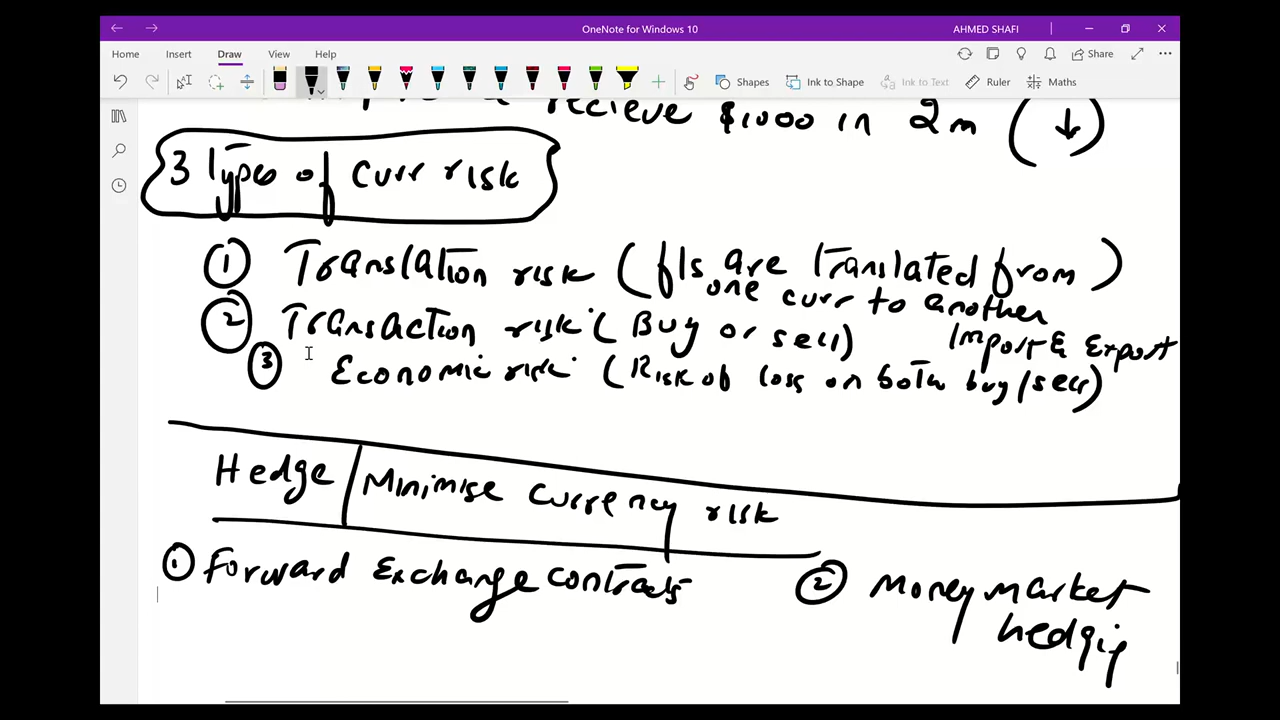 OneNote for Windows 10
AHMED SHAFI
Home Insert Draw View Help
Share
Shapes Ink to Shape Ink to Text Ruler Maths
recieve $1000 in 2m (↓)
3 Types of curr risk
① Translation risk (f/s are translated from
one curr to another)
② Transaction risk (Buy or sell) Import & Export
③ Economic risk (Risk of loss on both buy/sell)
Hedge / Minimise currency risk
① Forward Exchange contracts
② Money market
hedging